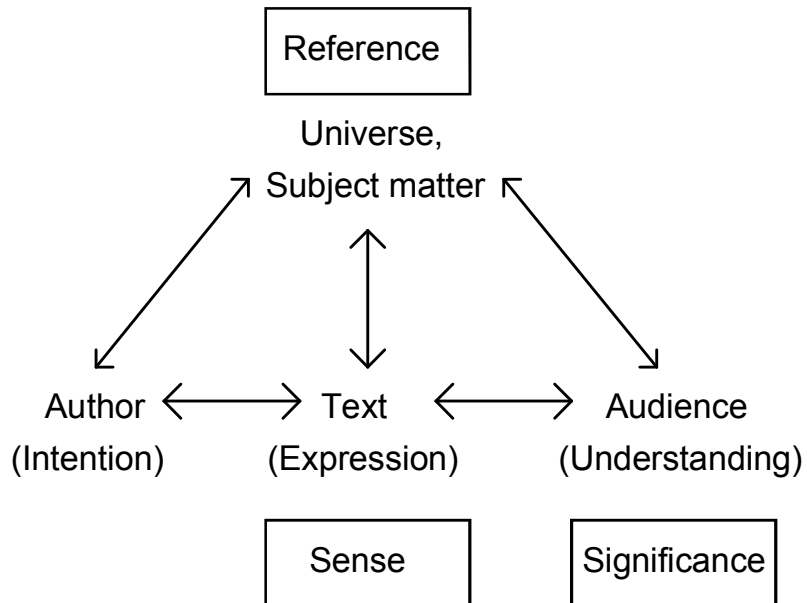 Reference
Universe,
Subject matter
Author Text Audience
(Intention) (Expression) (Understanding)
Sense Significance